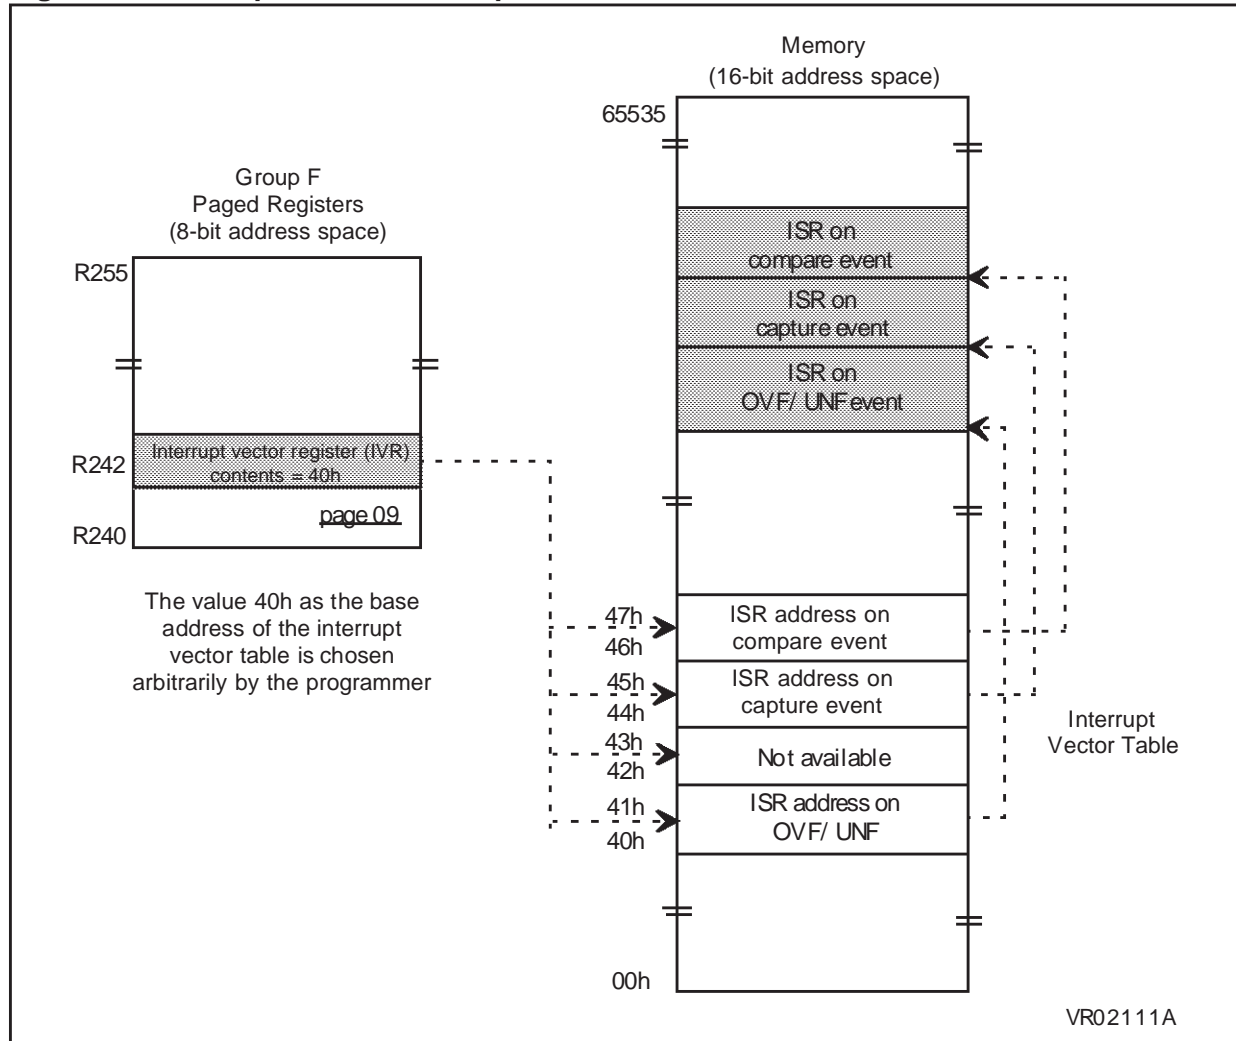 Memory
(16-bit address space)
65535
Group F
Paged Registers
(8-bit address space)
R255
ISR on
compare event
ISR on
capture event
ISR on
OVF/ UNF event
Interrupt vector register (IVR)
contents = 40h
R242
page 09
R240
The value 40h as the base
address of the interrupt
vector table is chosen
arbitrarily by the programmer
47h
46h
ISR address on
compare event
45h
44h
ISR address on
capture event
43h
42h
Not available
41h
40h
ISR address on
OVF/ UNF
Interrupt
Vector Table
00h
VR02111A